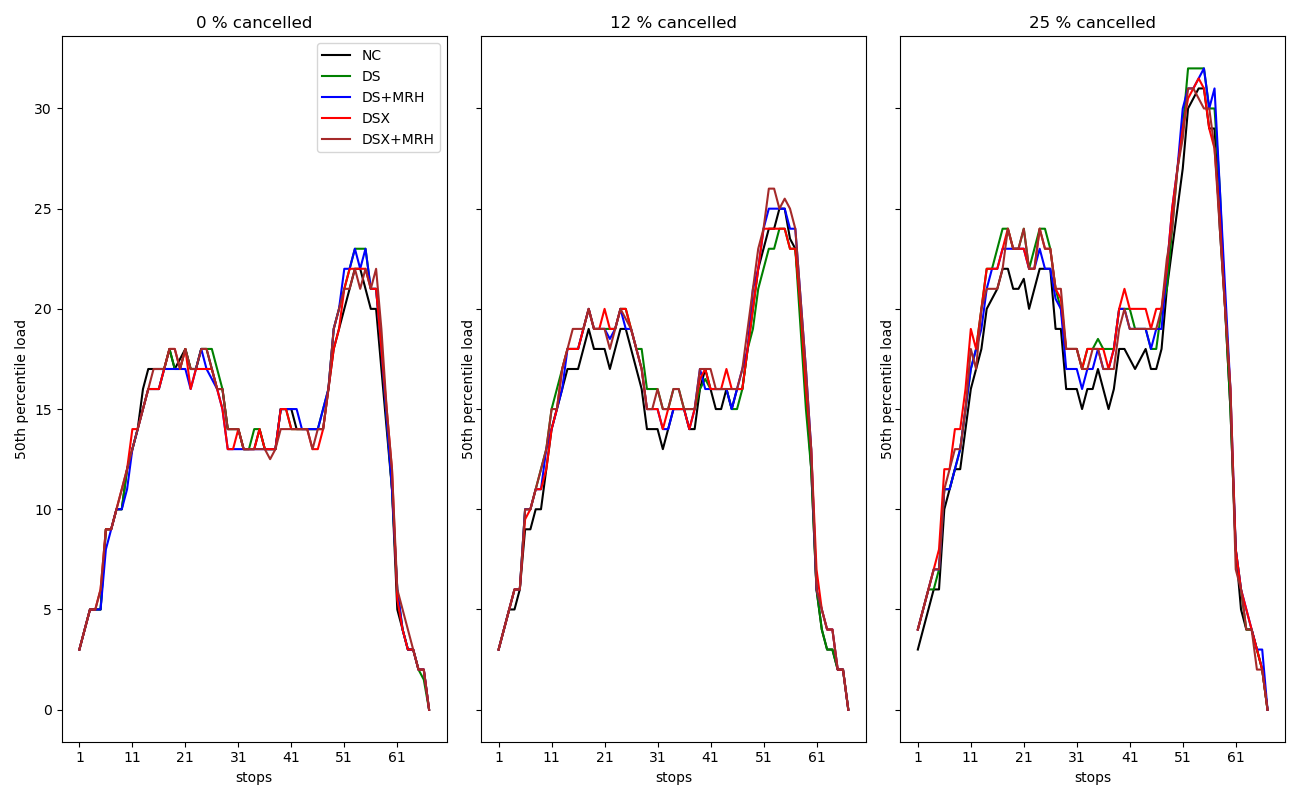 0 % cancelled
12 % cancelled
25 % cancelled
NC
DS
DS+MRH
DSX
DSX+MRH
50th percentile load
50th percentile load
50th percentile load
30
25
20
15
10
5
0
1 11 21 31 41 51 61
1 11 21 31 41 51 61
1 11 21 31 41 51 61
stops
stops
stops